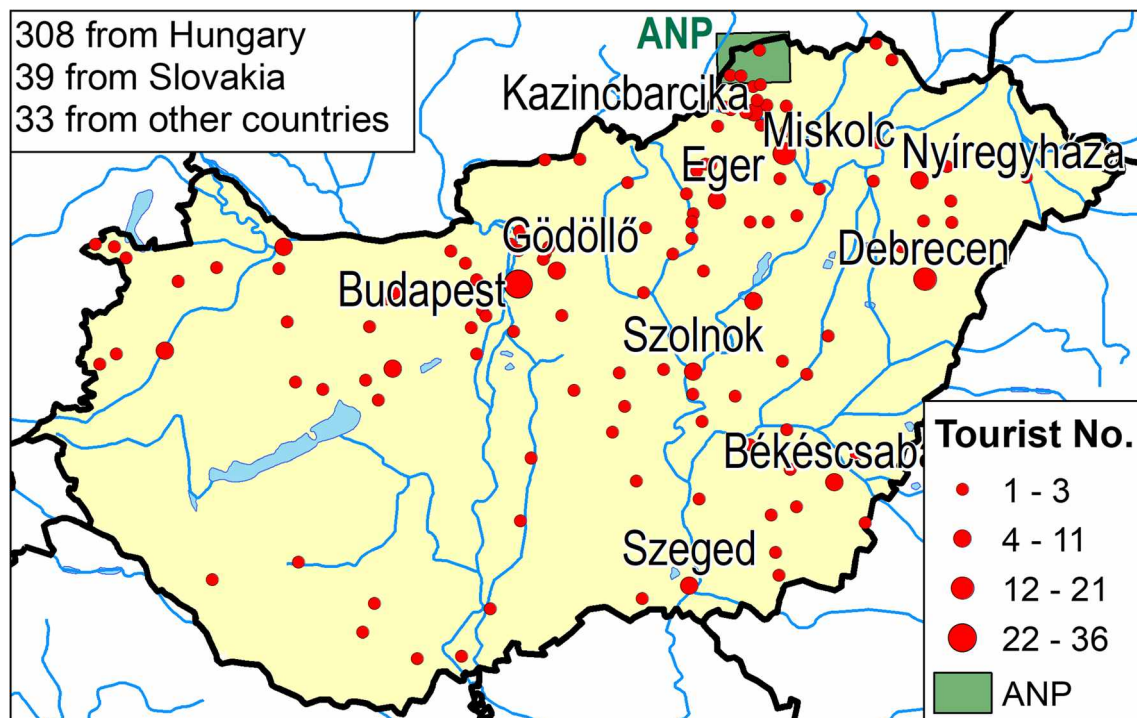 308 from Hungary
39 from Slovakia
33 from other countries
ANP
Kazincbarcika
Miskolc
Eger
Nyíregyháza
Gödöllő
Budapest
Debrecen
Szolnok
Békéscsaba
Szeged
Tourist No.
1 - 3
4 - 11
12 - 21
22 - 36
ANP